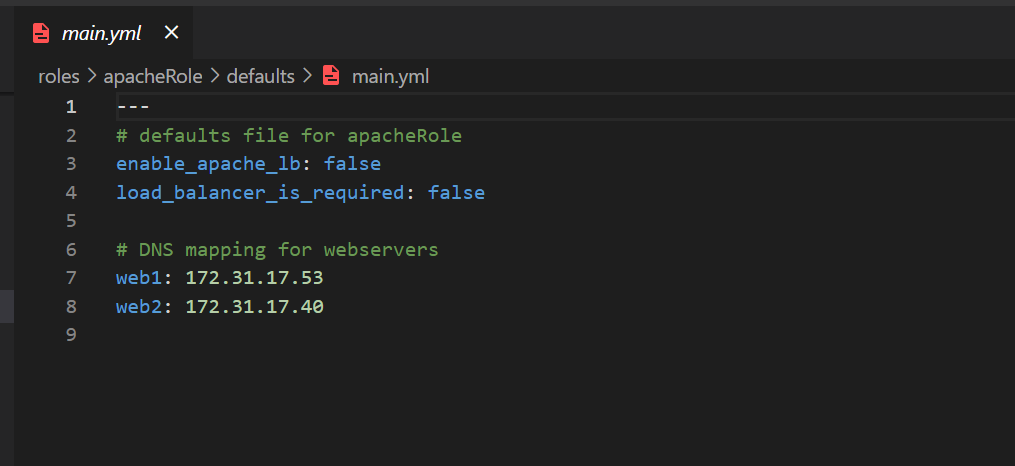 main.yml
roles > apacheRole > defaults > main.yml
1 ---
2 # defaults file for apacheRole
3 enable_apache_lb: false
4 load_balancer_is_required: false
5
6 # DNS mapping for webservers
7 web1: 172.31.17.53
8 web2: 172.31.17.40
9